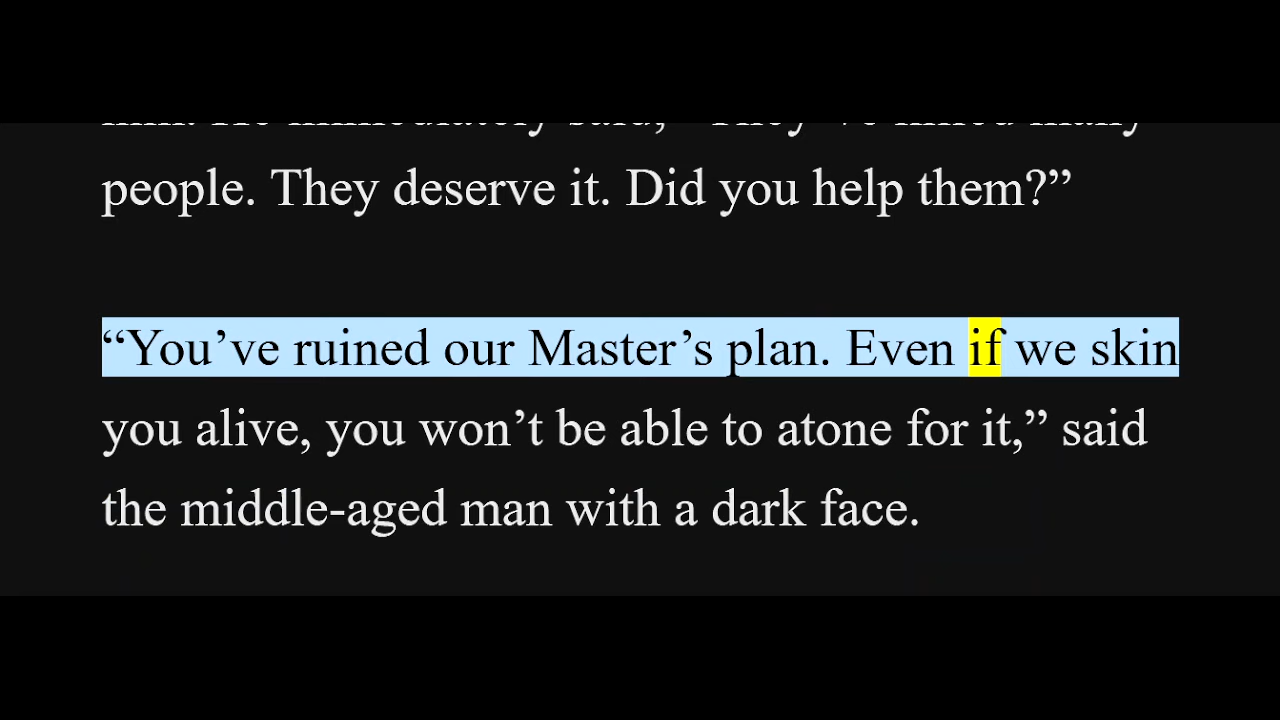 people. They deserve it. Did you help them?”
“You’ve ruined our Master’s plan. Even if we skin
you alive, you won’t be able to atone for it,” said
the middle-aged man with a dark face.